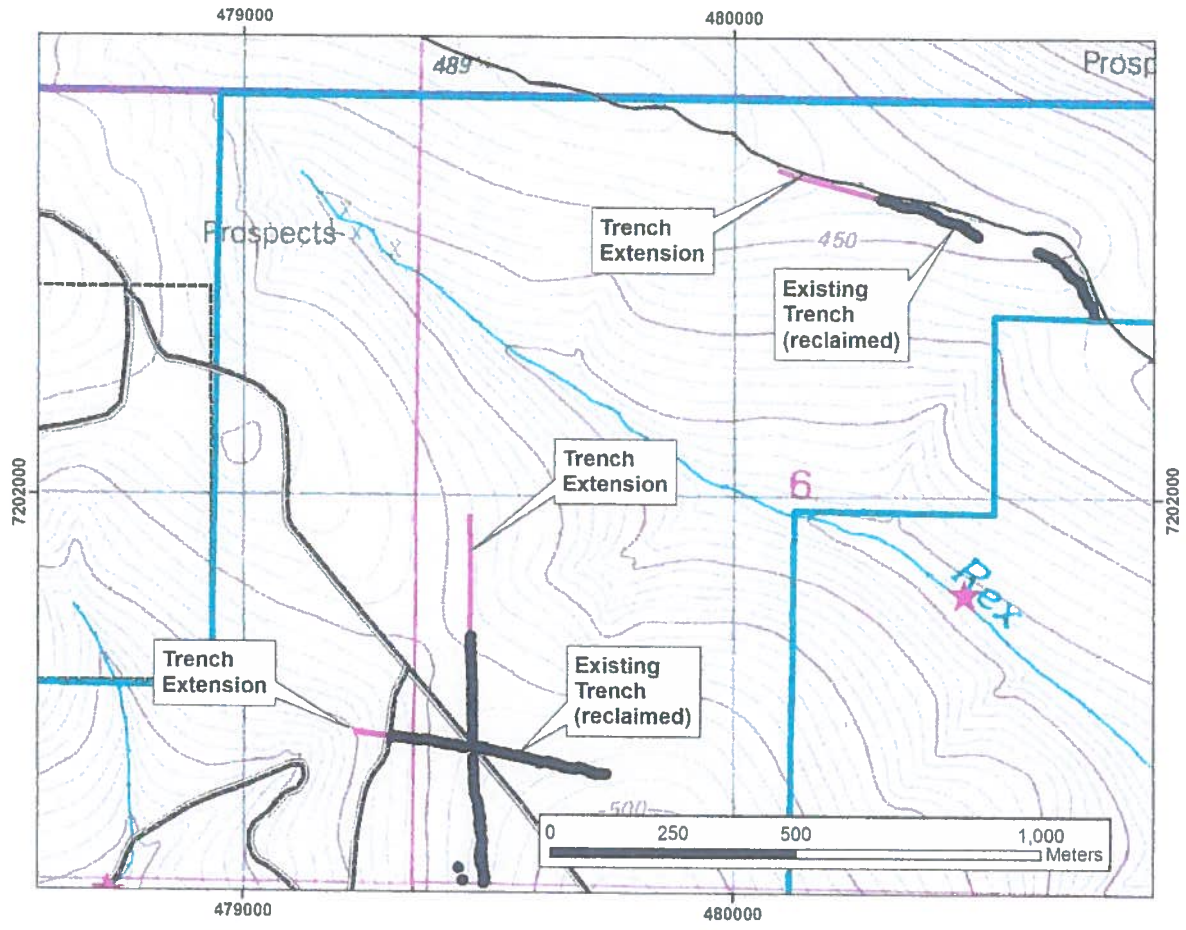 479000
480000
489
Prosp
Prospects
Trench
Extension
450
Existing
Trench
(reclaimed)
Trench
Extension
6
7202000
7202000
Rex
Trench
Extension
Existing
Trench
(reclaimed)
500
0 250 500 1,000
Meters
479000
480000